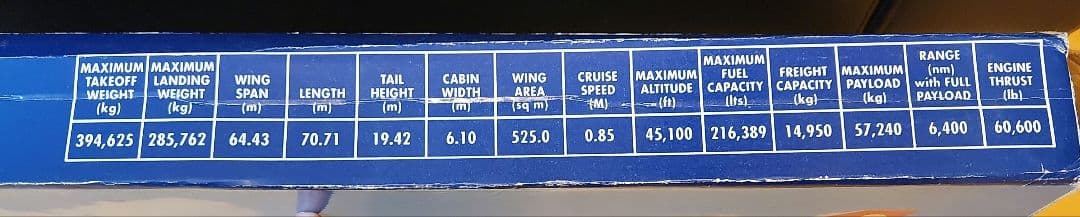 MAXIMUM TAKEOFF WEIGHT (kg) | MAXIMUM LANDING WEIGHT (kg) | WING SPAN (m) | LENGTH (m) | TAIL HEIGHT (m) | CABIN WIDTH (m) | WING AREA (sq m) | CRUISE SPEED (M) | MAXIMUM ALTITUDE (ft) | MAXIMUM FUEL CAPACITY (lts) | FREIGHT CAPACITY (kg) | MAXIMUM PAYLOAD (kg) | RANGE (nm) with FULL PAYLOAD | ENGINE THRUST (lb)
394,625 | 285,762 | 64.43 | 70.71 | 19.42 | 6.10 | 525.0 | 0.85 | 45,100 | 216,389 | 14,950 | 57,240 | 6,400 | 60,600